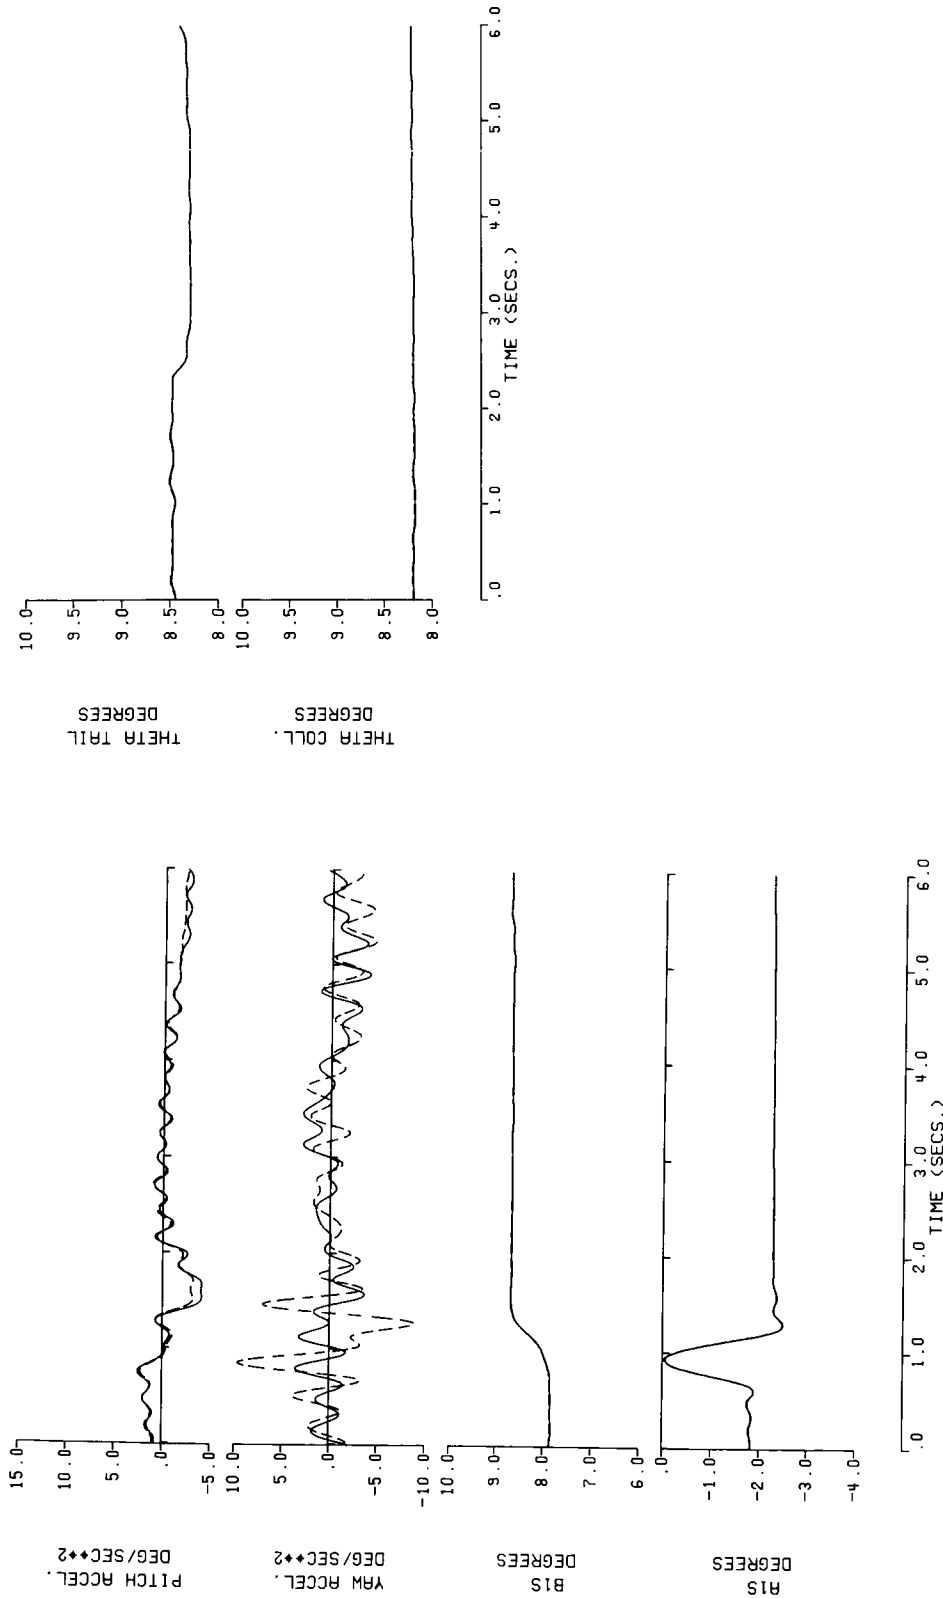 PITCH ACCEL.
DEG/SEC**2
15.0
10.0
5.0
.0
-5.0
YAW ACCEL.
DEG/SEC**2
10.0
5.0
.0
-5.0
-10.0
B1S
DEGREES
10.0
9.0
8.0
7.0
6.0
A1S
DEGREES
.0
-1.0
-2.0
-3.0
-4.0
.0 1.0 2.0 3.0 4.0 5.0 6.0
TIME (SECS.)
THETA TAIL
DEGREES
10.0
9.5
9.0
8.5
8.0
THETA COLL.
DEGREES
10.0
9.5
9.0
8.5
8.0
.0 1.0 2.0 3.0 4.0 5.0 6.0
TIME (SECS.)